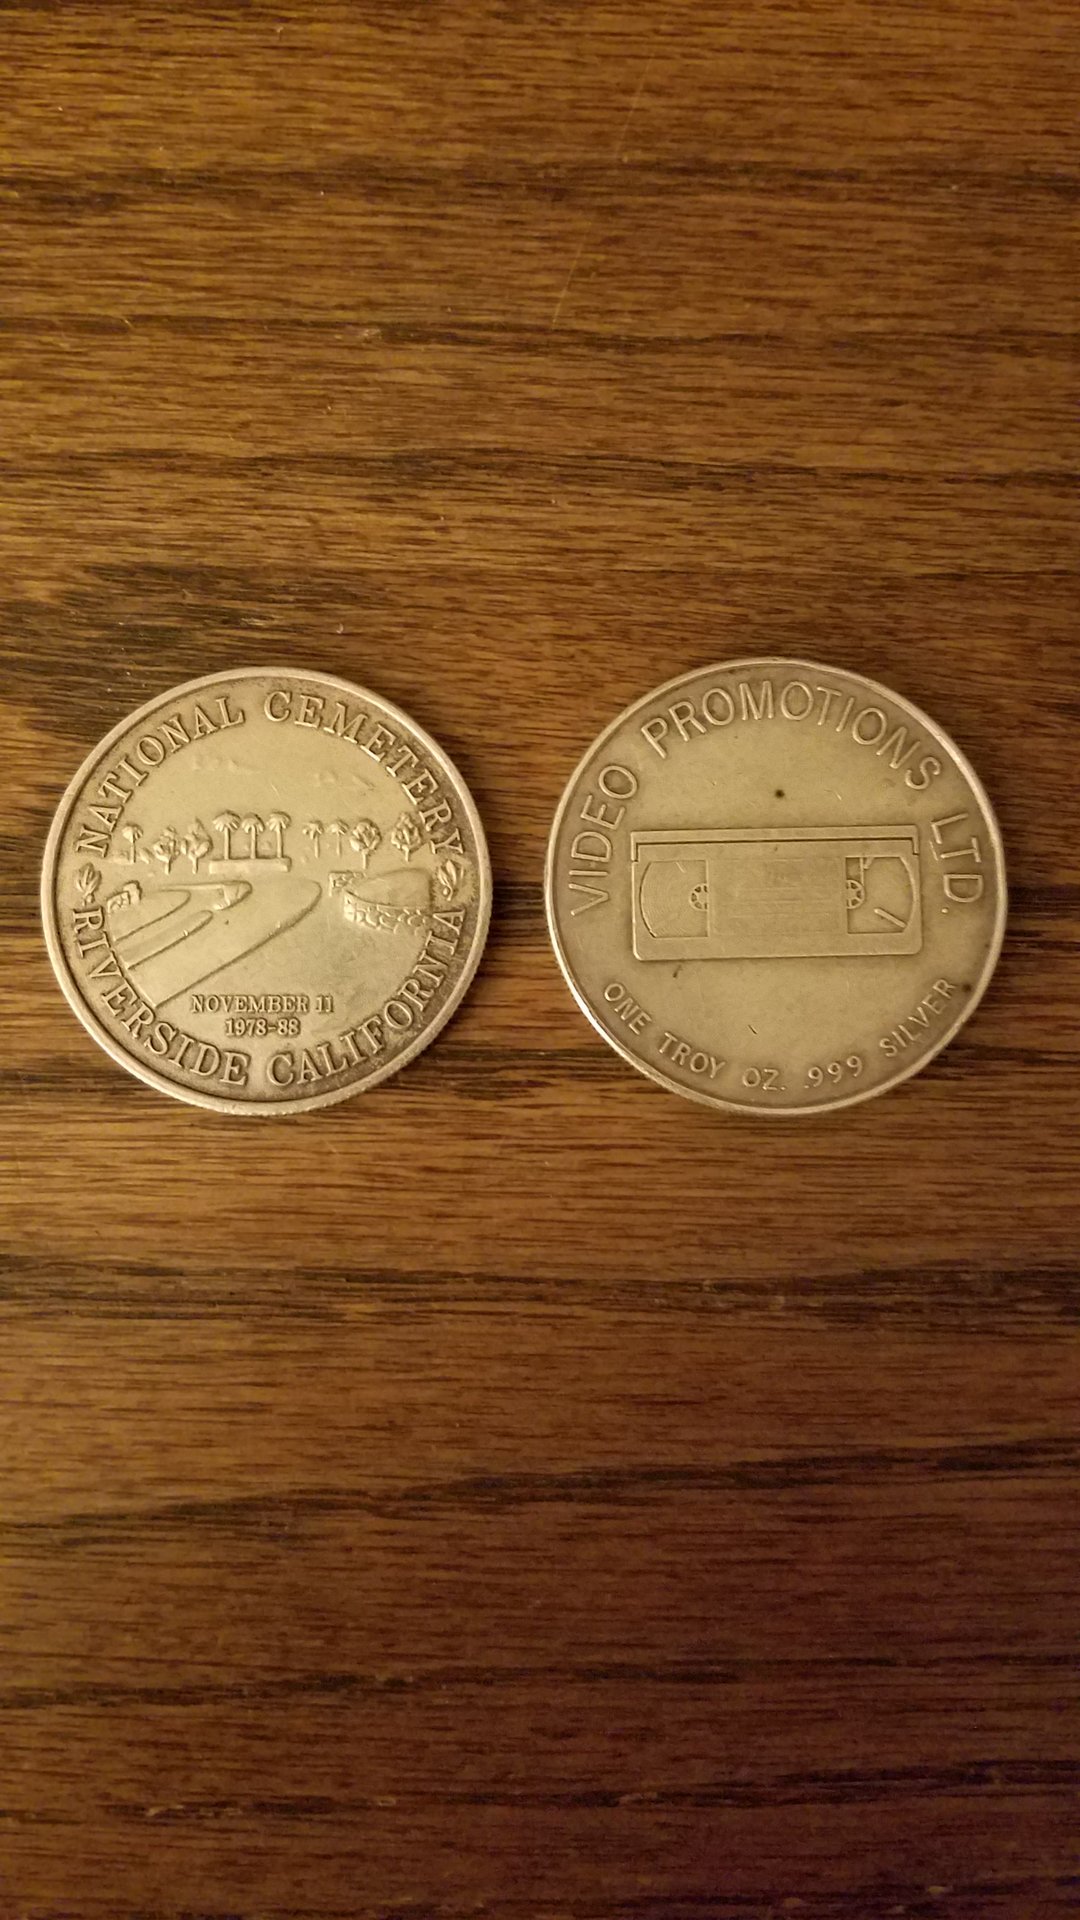 NATIONAL CEMETERY
NOVEMBER 11
1978-88
RIVERSIDE CALIFORNIA
VIDEO PROMOTIONS LTD.
ONE TROY OZ. .999 SILVER